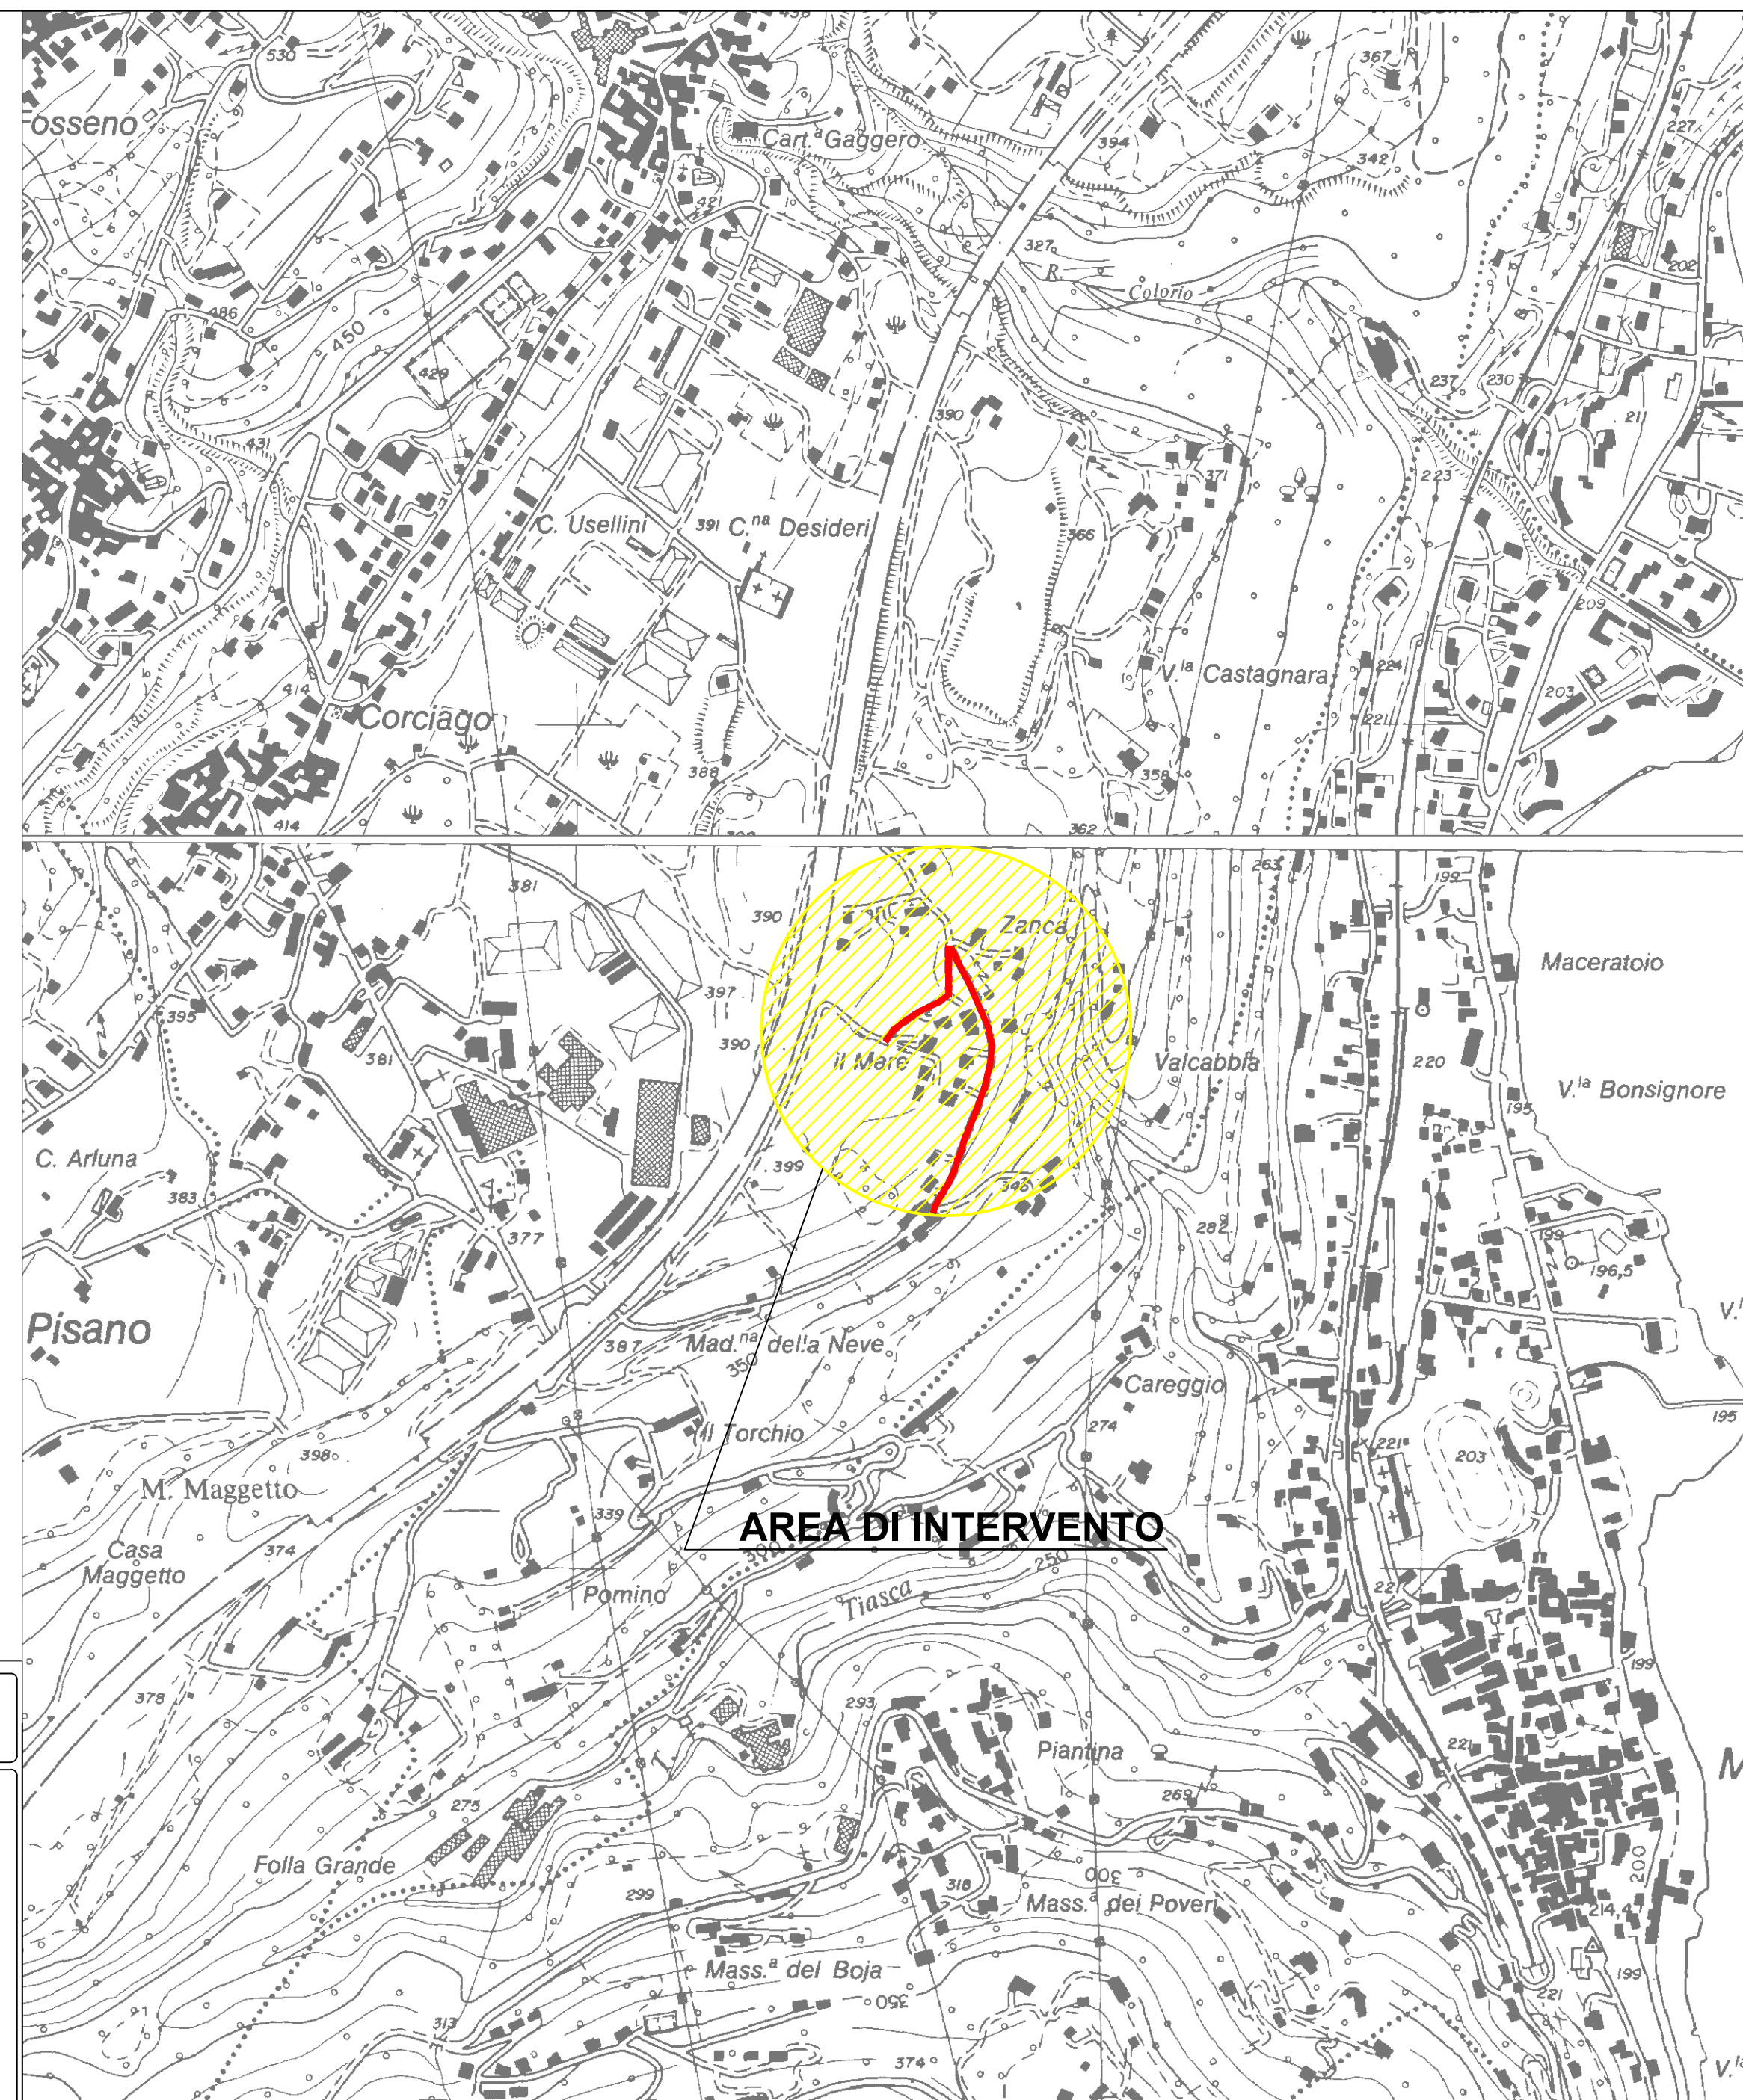 530
367
Fosseno
Cart.ª Gaggero
394
227
342
421
327
R. Colorio
202
486
450
429
237
230
390
211
431
371
223
C. Usellini
391
C.na Desideri
366
209
V.la Castagnara
224
414
203
Corciago
221
388
358
414
362
381
263
199
390
Zanca
Maceratoio
397
395
390
381
il Mare
Valcabbia
220
V.la Bonsignore
195
C. Arluna
399
383
346
377
282
199
196,5
Pisano
387
Mad.na della Neve
350
Careggio
195
Il Torchio
274
221
398
203
M. Maggetto
339
AREA DI INTERVENTO
Casa
Maggetto
374
300
250
Pomino
Tiasca
221
199
378
293
T.
Piantina
221
M
275
269
Folla Grande
300
200
299
318
Mass.ª dei Poveri
214,4
Mass.ª del Boja
199
350
221
313
374
V.la